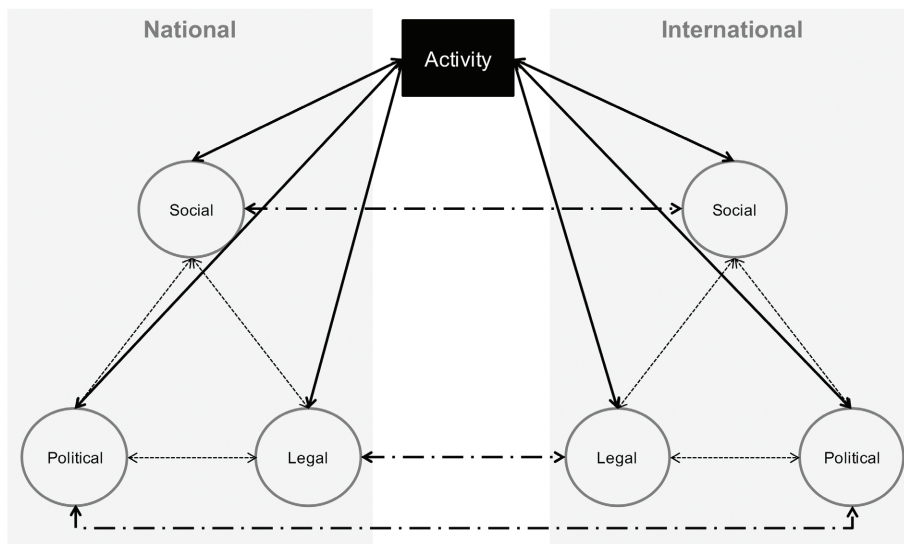 National
International
Activity
Social
Social
Political
Legal
Legal
Political